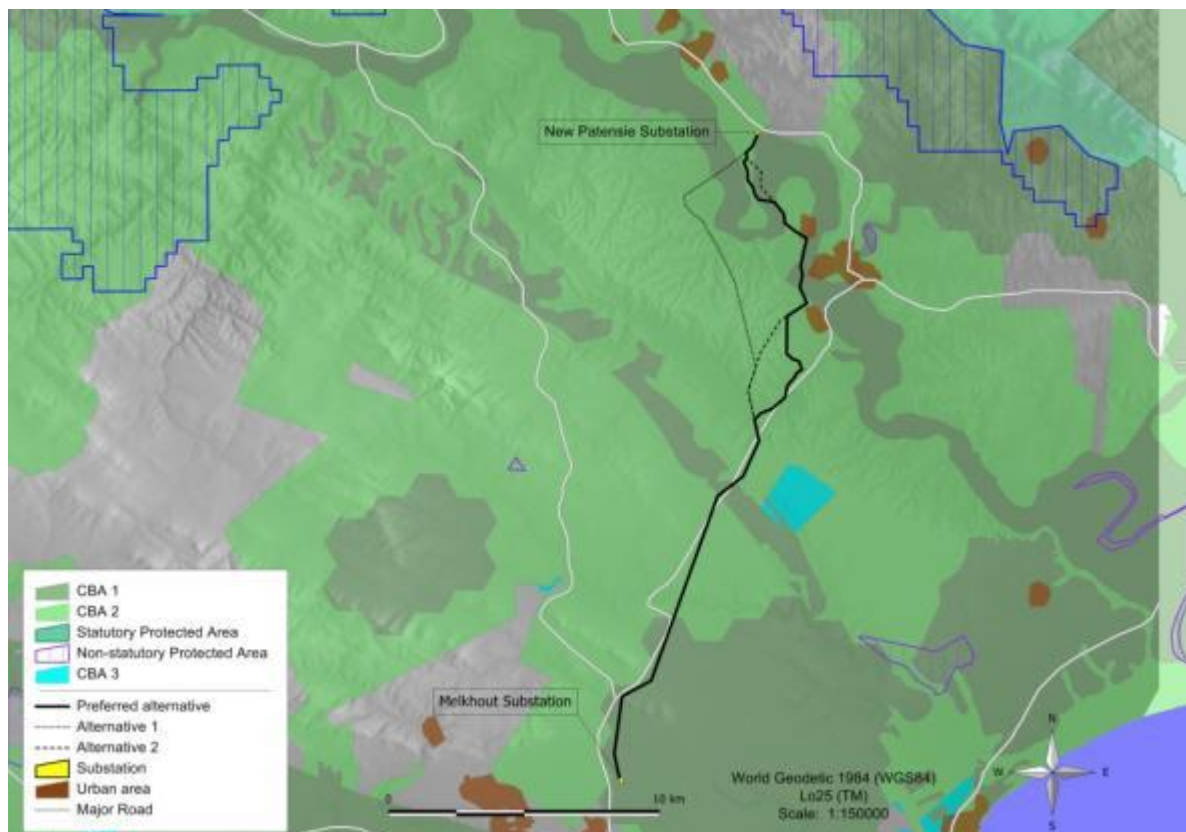 New Patensie Substation
CBA 1
CBA 2
Statutory Protected Area
Non-statutory Protected Area
CBA 3
Preferred alternative
Alternative 1
Alternative 2
Substation
Urban area
Major Road
Melkhout Substation
0 10 km
World Geodetic 1984 (WGS84)
Lo25 (TM)
Scale: 1:150000
N
W E
S